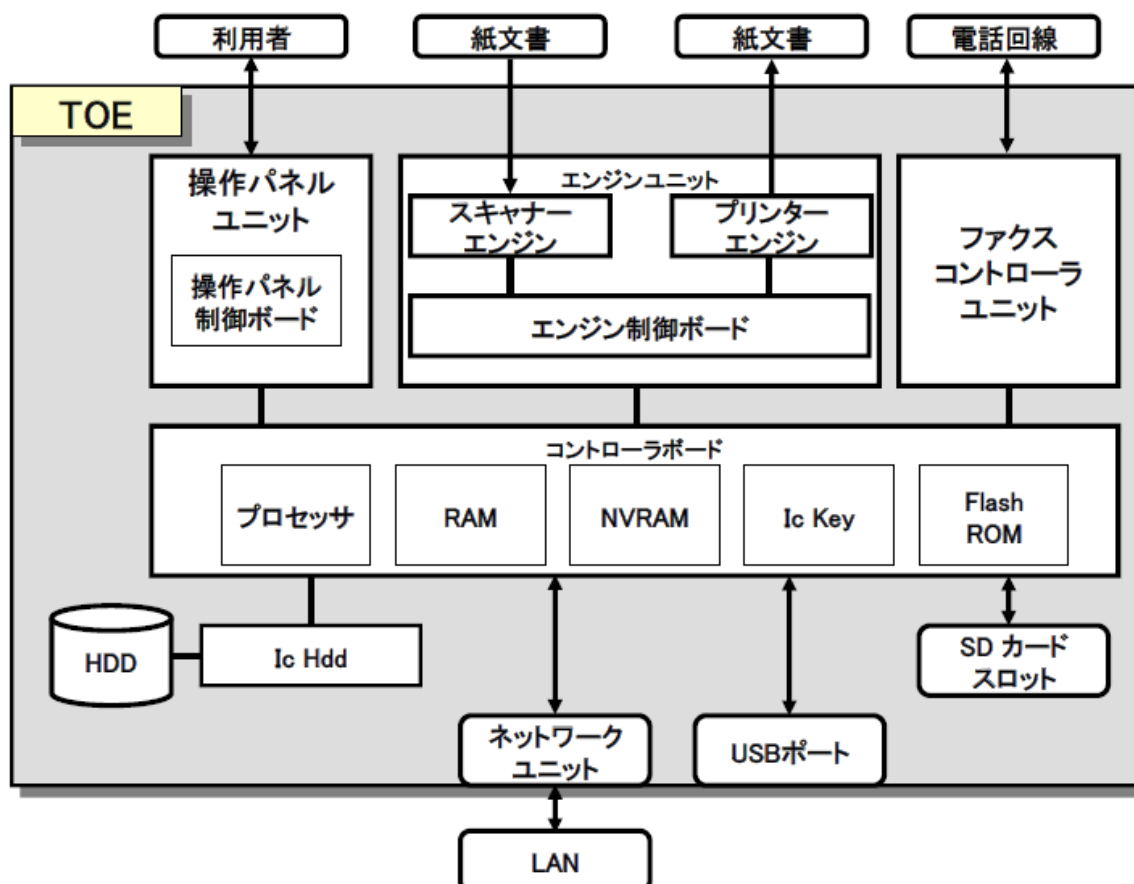 利用者
紙文書
紙文書
電話回線
TOE
操作パネル
ユニット
操作パネル
制御ボード
エンジンユニット
スキャナー
エンジン
プリンター
エンジン
エンジン制御ボード
ファクス
コントローラ
ユニット
コントローラボード
プロセッサ
RAM
NVRAM
Ic Key
Flash
ROM
HDD
Ic Hdd
SD カード
スロット
ネットワーク
ユニット
USBポート
LAN